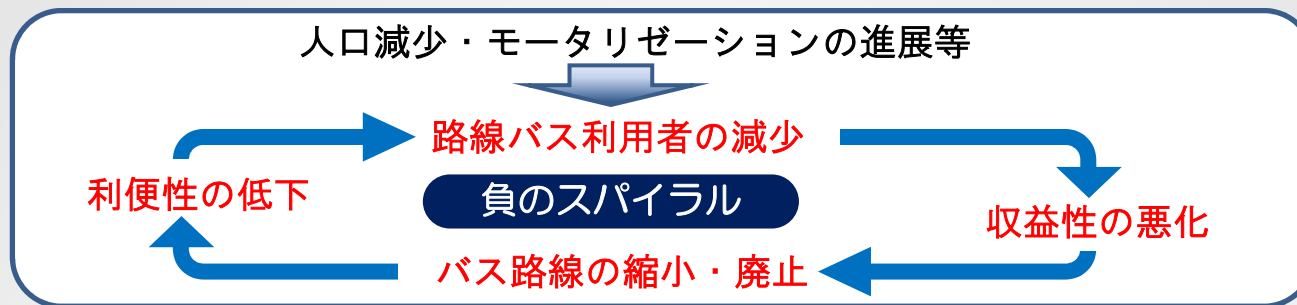 人口減少・モータリゼーションの進展等
路線バス利用者の減少
利便性の低下
負のスパイラル
収益性の悪化
バス路線の縮小・廃止